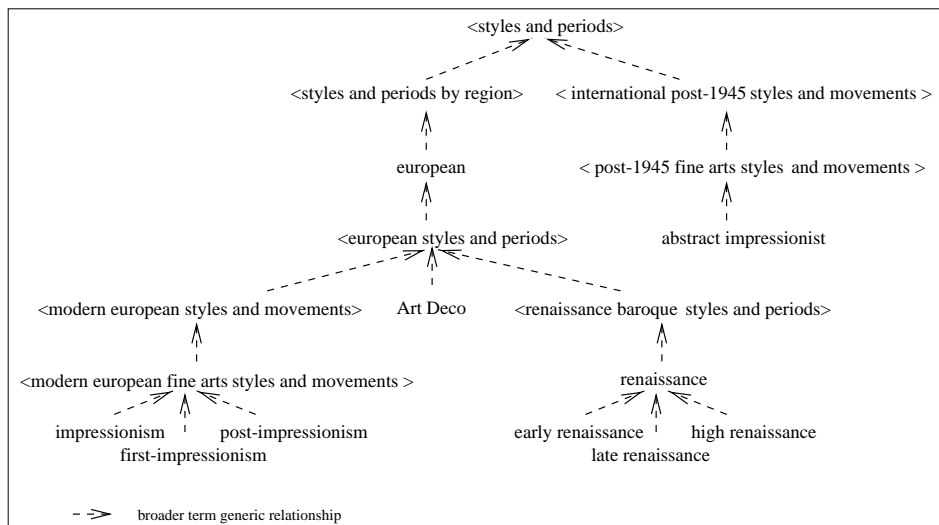 <styles and periods>
<styles and periods by region> < international post-1945 styles and movements >
european < post-1945 fine arts styles and movements >
<european styles and periods> abstract impressionist
<modern european styles and movements> Art Deco <renaissance baroque styles and periods>
<modern european fine arts styles and movements > renaissance
impressionism post-impressionism early renaissance high renaissance
first-impressionism late renaissance
broader term generic relationship